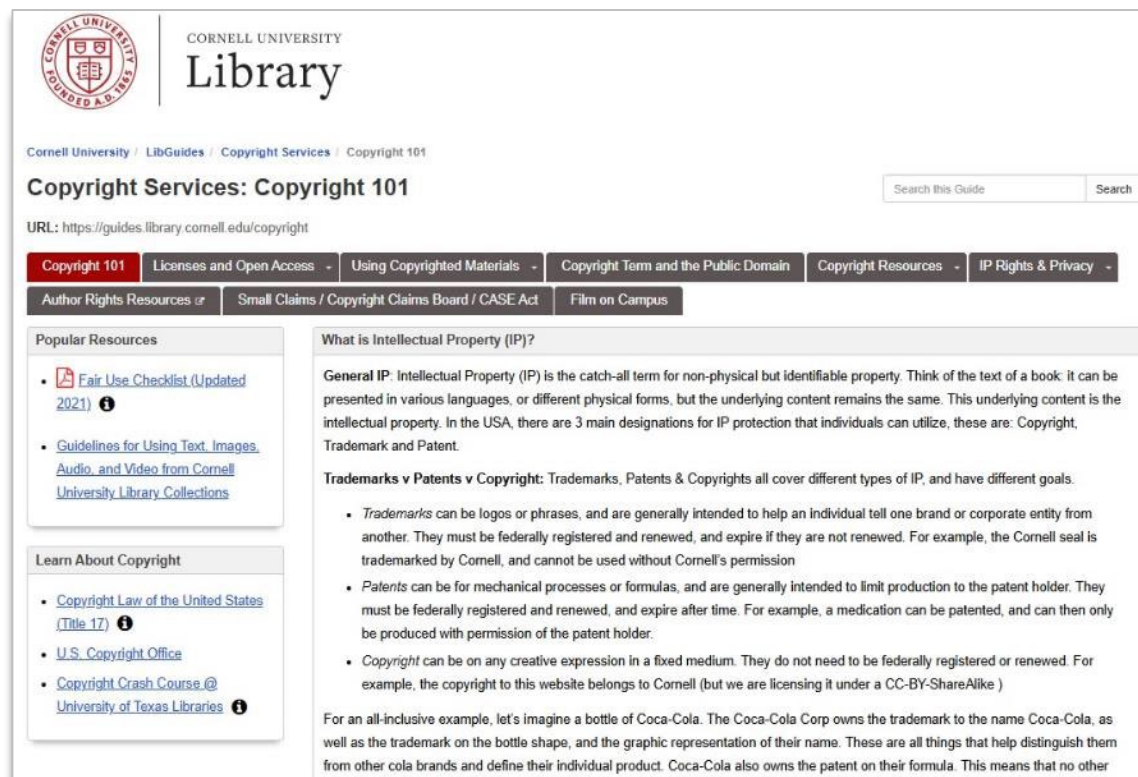 CORNELL UNIVERSITY
FOUNDED A.D. 1865
CORNELL UNIVERSITY
Library
Cornell University / LibGuides / Copyright Services / Copyright 101
Copyright Services: Copyright 101
Search this Guide
Search
URL: https://guides.library.cornell.edu/copyright
Copyright 101
Licenses and Open Access
Using Copyrighted Materials
Copyright Term and the Public Domain
Copyright Resources
IP Rights & Privacy
Author Rights Resources
Small Claims / Copyright Claims Board / CASE Act
Film on Campus
Popular Resources
Fair Use Checklist (Updated
2021)
Guidelines for Using Text, Images,
Audio, and Video from Cornell
University Library Collections
Learn About Copyright
Copyright Law of the United States
(Title 17)
U.S. Copyright Office
Copyright Crash Course @
University of Texas Libraries
What is Intellectual Property (IP)?
General IP: Intellectual Property (IP) is the catch-all term for non-physical but identifiable property. Think of the text of a book: it can be
presented in various languages, or different physical forms, but the underlying content remains the same. This underlying content is the
intellectual property. In the USA, there are 3 main designations for IP protection that individuals can utilize, these are: Copyright,
Trademark and Patent.
Trademarks v Patents v Copyright: Trademarks, Patents & Copyrights all cover different types of IP, and have different goals.
Trademarks can be logos or phrases, and are generally intended to help an individual tell one brand or corporate entity from
another. They must be federally registered and renewed, and expire if they are not renewed. For example, the Cornell seal is
trademarked by Cornell, and cannot be used without Cornell's permission
Patents can be for mechanical processes or formulas, and are generally intended to limit production to the patent holder. They
must be federally registered and renewed, and expire after time. For example, a medication can be patented, and can then only
be produced with permission of the patent holder.
Copyright can be on any creative expression in a fixed medium. They do not need to be federally registered or renewed. For
example, the copyright to this website belongs to Cornell (but we are licensing it under a CC-BY-ShareAlike )
For an all-inclusive example, let's imagine a bottle of Coca-Cola. The Coca-Cola Corp owns the trademark to the name Coca-Cola, as
well as the trademark on the bottle shape, and the graphic representation of their name. These are all things that help distinguish them
from other cola brands and define their individual product. Coca-Cola also owns the patent on their formula. This means that no other